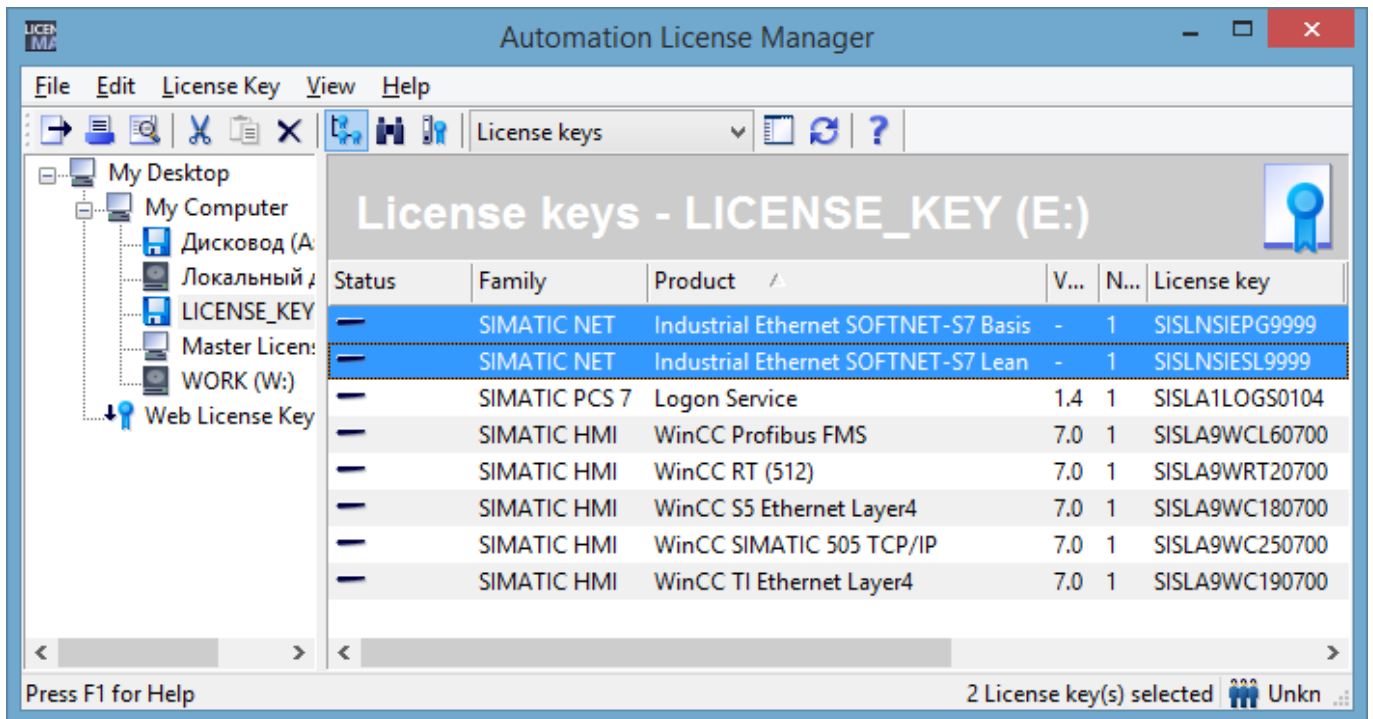 Automation License Manager
File Edit License Key View Help
License keys
My Desktop
My Computer
Дисковод (A:
Локальный д
LICENSE_KEY
Master Licens
WORK (W:)
Web License Key
License keys - LICENSE_KEY (E:)
Status Family Product V... N... License key
SIMATIC NET Industrial Ethernet SOFTNET-S7 Basis - 1 SISLNSIEPG9999
SIMATIC NET Industrial Ethernet SOFTNET-S7 Lean - 1 SISLNSIESL9999
SIMATIC PCS 7 Logon Service 1.4 1 SISLA1LOGS0104
SIMATIC HMI WinCC Profibus FMS 7.0 1 SISLA9WCL60700
SIMATIC HMI WinCC RT (512) 7.0 1 SISLA9WRT20700
SIMATIC HMI WinCC S5 Ethernet Layer4 7.0 1 SISLA9WC180700
SIMATIC HMI WinCC SIMATIC 505 TCP/IP 7.0 1 SISLA9WC250700
SIMATIC HMI WinCC TI Ethernet Layer4 7.0 1 SISLA9WC190700
Press F1 for Help 2 License key(s) selected Unkn